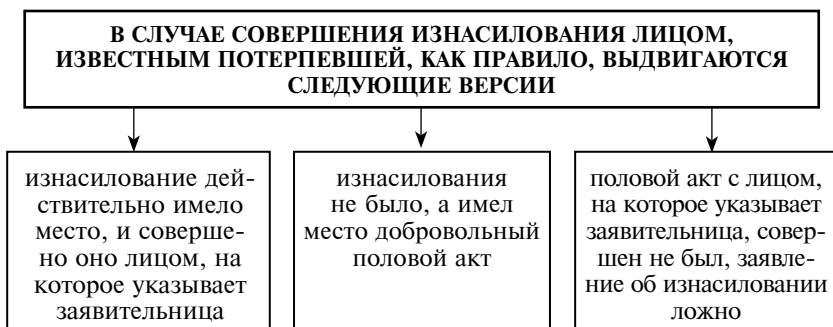 В СЛУЧАЕ СОВЕРШЕНИЯ ИЗНАСИЛОВАНИЯ ЛИЦОМ,
ИЗВЕСТНЫМ ПОТЕРПЕВШЕЙ, КАК ПРАВИЛО, ВЫДВИГАЮТСЯ
СЛЕДУЮЩИЕ ВЕРСИИ
изнасилование дей-
ствительно имело
место, и соверше-
но оно лицом, на
которое указывает
заявительница
изнасилования
не было, а имел
место добровольный
половой акт
половой акт с лицом,
на которое указывает
заявительница, совер-
шен не был, заявле-
ние об изнасиловании
ложно